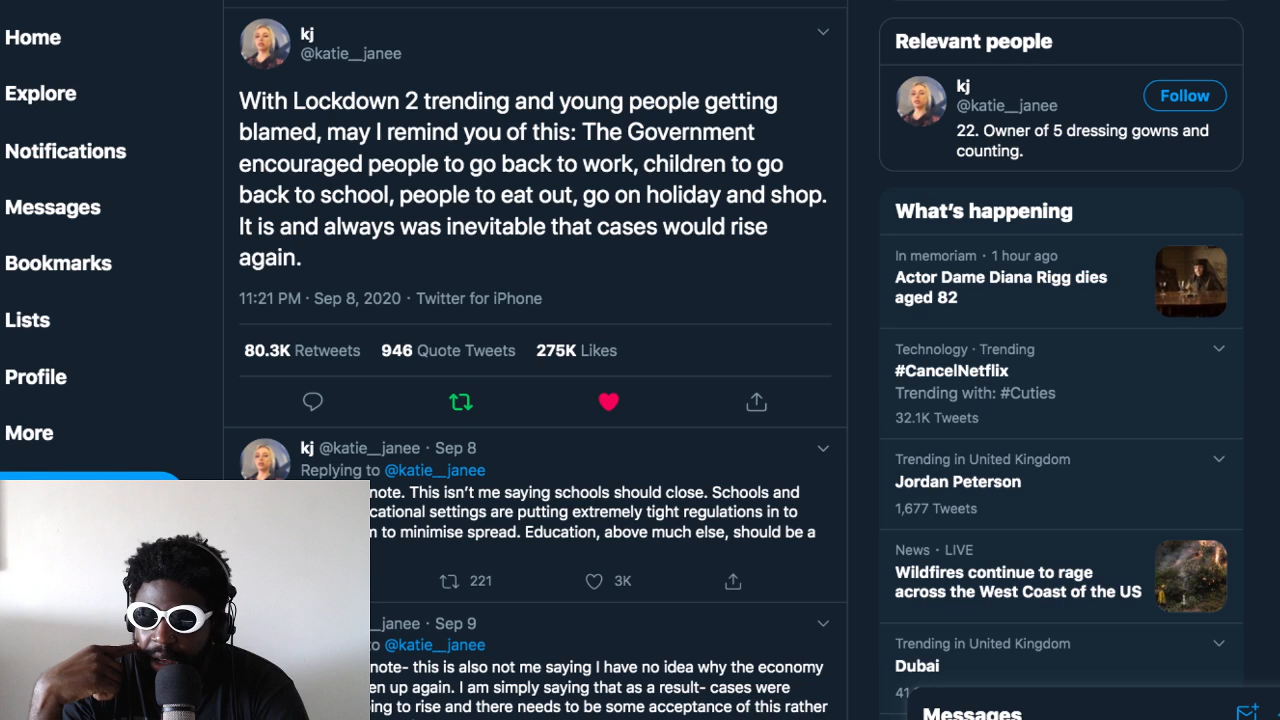 Home
Explore
Notifications
Messages
Bookmarks
Lists
Profile
More
kj
@katie__janee
With Lockdown 2 trending and young people getting
blamed, may I remind you of this: The Government
encouraged people to go back to work, children to go
back to school, people to eat out, go on holiday and shop.
It is and always was inevitable that cases would rise
again.
11:21 PM · Sep 8, 2020 · Twitter for iPhone
80.3K Retweets 946 Quote Tweets 275K Likes
kj @katie__janee · Sep 8
Replying to @katie__janee
note. This isn't me saying schools should close. Schools and
cational settings are putting extremely tight regulations in to
to minimise spread. Education, above much else, should be a
221 3K
_janee · Sep 9
@katie__janee
note- this is also not me saying I have no idea why the economy
en up again. I am simply saying that as a result- cases were
ing to rise and there needs to be some acceptance of this rather
Relevant people
kj
@katie__janee
Follow
22. Owner of 5 dressing gowns and
counting.
What's happening
In memoriam · 1 hour ago
Actor Dame Diana Rigg dies
aged 82
Technology · Trending
#CancelNetflix
Trending with: #Cuties
32.1K Tweets
Trending in United Kingdom
Jordan Peterson
1,677 Tweets
News · LIVE
Wildfires continue to rage
across the West Coast of the US
Trending in United Kingdom
Dubai
Messages